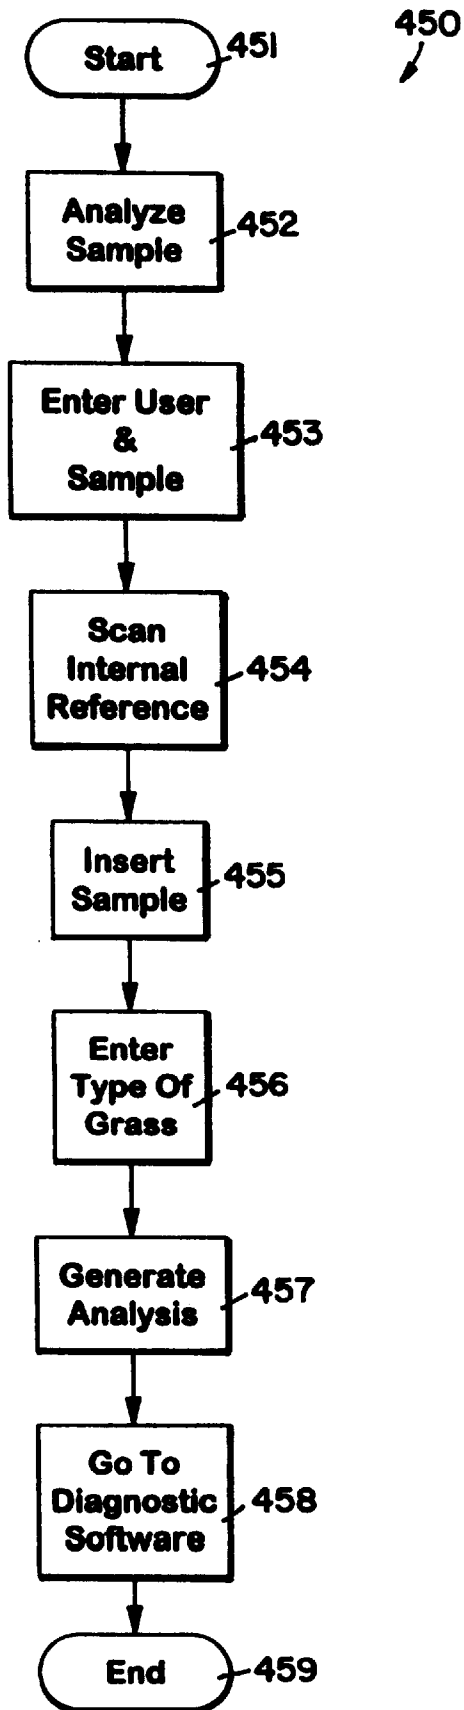 450
Start
451
Analyze
Sample
452
Enter User
&
Sample
453
Scan
Internal
Reference
454
Insert
Sample
455
Enter
Type Of
Grass
456
Generate
Analysis
457
Go To
Diagnostic
Software
458
End
459